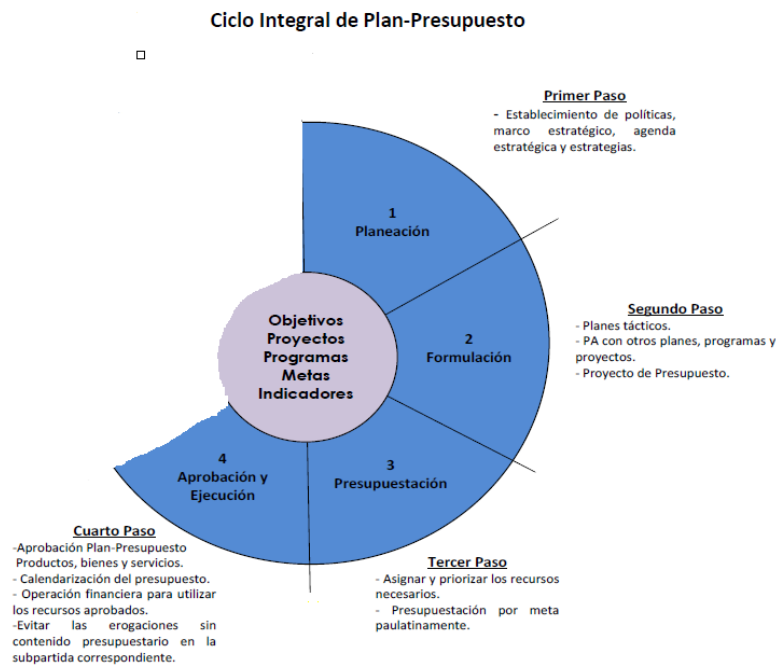 Ciclo Integral de Plan-Presupuesto
Primer Paso
- Establecimiento de políticas,
marco estratégico, agenda
estratégica y estrategias.
1
Planeación
Segundo Paso
- Planes tácticos.
- PA con otros planes, programas y
proyectos.
- Proyecto de Presupuesto.
2
Formulación
Objetivos
Proyectos
Programas
Metas
Indicadores
3
Presupuestación
Tercer Paso
- Asignar y priorizar los recursos
necesarios.
- Presupuestación por meta
paulatinamente.
4
Aprobación y
Ejecución
Cuarto Paso
-Aprobación Plan-Presupuesto
Productos, bienes y servicios.
- Calendarización del presupuesto.
- Operación financiera para utilizar
los recursos aprobados.
-Evitar las erogaciones sin
contenido presupuestario en la
subpartida correspondiente.